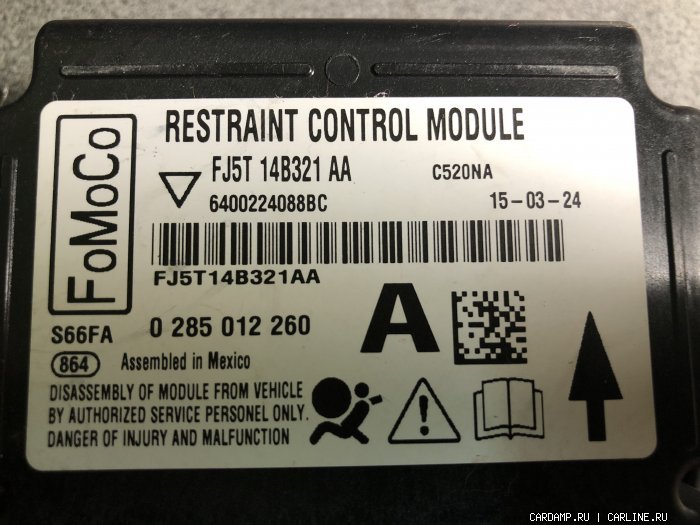 FoMoCo
RESTRAINT CONTROL MODULE
FJ5T 14B321 AA C520NA
6400224088BC 15-03-24
FJ5T14B321AA
S66FA 0 285 012 260 A
864 Assembled in Mexico
DISASSEMBLY OF MODULE FROM VEHICLE
BY AUTHORIZED SERVICE PERSONEL ONLY.
DANGER OF INJURY AND MALFUNCTION
CARDAMP.RU | CARLINE.RU